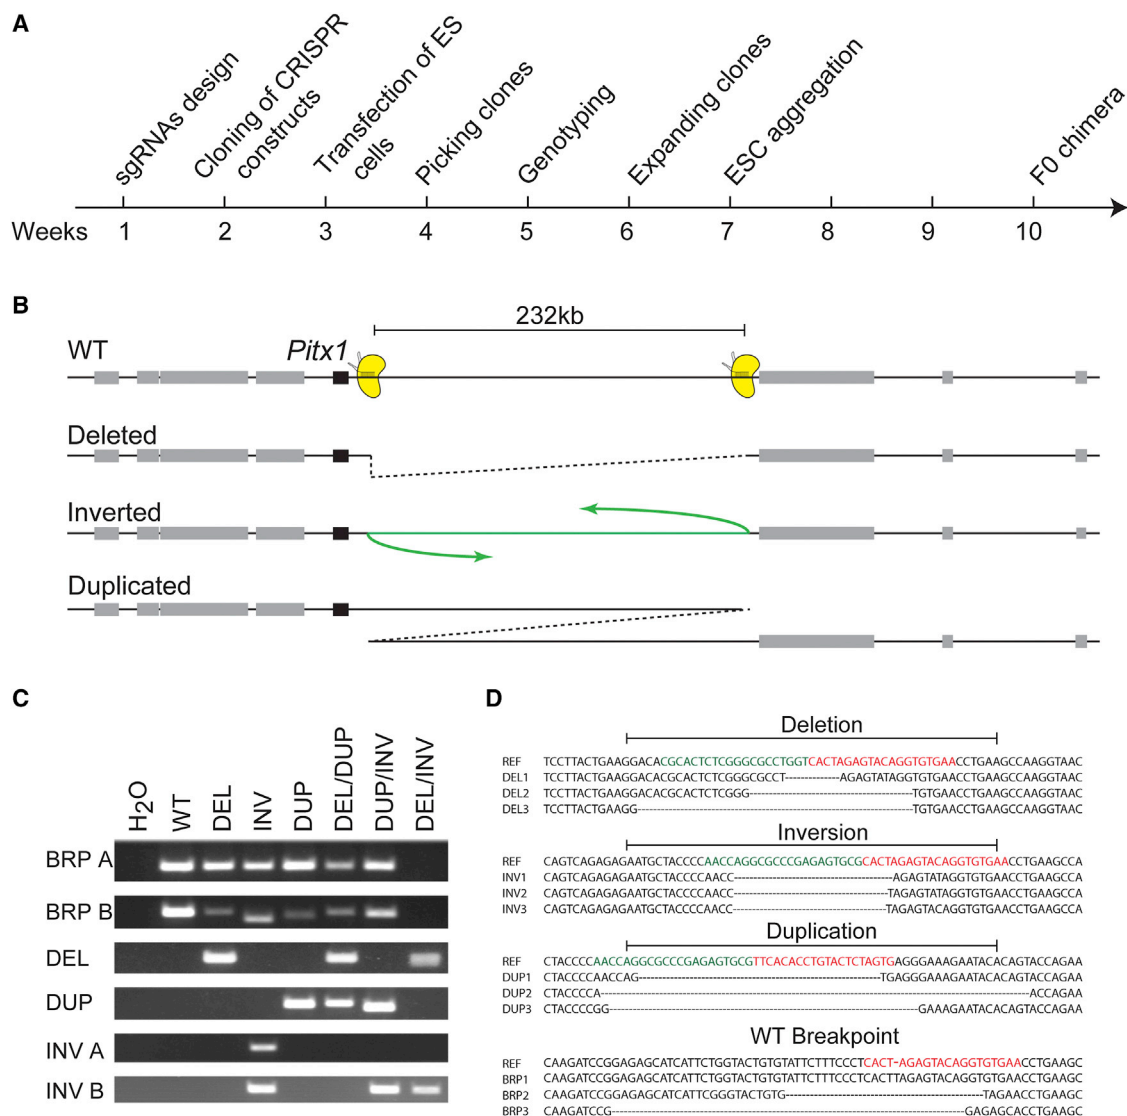 A
sgRNAs design
Cloning of CRISPR
constructs
Transfection of ES
cells
Picking clones
Genotyping
Expanding clones
ESC aggregation
F0 chimera
Weeks 1 2 3 4 5 6 7 8 9 10
B
232kb
WT
Pitx1
Deleted
Inverted
Duplicated
C
H2O WT DEL INV DUP DEL/DUP DUP/INV DEL/INV
BRP A
BRP B
DEL
DUP
INV A
INV B
D
Deletion
REF TCCTTACTGAAGGACACGCACTCTCGGGCGCCTGGTCACTAGAGTACAGGTGTGAACCTGAAGCCAAGGTAAC
DEL1 TCCTTACTGAAGGACACGCACTCTCGGGCGCCT------------AGAGTATAGGTGTGAACCTGAAGCCAAGGTAAC
DEL2 TCCTTACTGAAGGACACGCACTCTCGGG------------------------------------TGTGAACCTGAAGCCAAGGTAAC
DEL3 TCCTTACTGAAGG------------------------------------------------------------TGTGAACCTGAAGCCAAGGTAAC
Inversion
REF CAGTCAGAGAGAATGCTACCCCAACCAGGCGCCCGAGAGTGCGCACTAGAGTACAGGTGTGAACCTGAAGCCA
INV1 CAGTCAGAGAGAATGCTACCCCAACC-----------------------------------AGAGTATAGGTGTGAACCTGAAGCCA
INV2 CAGTCAGAGAGAATGCTACCCCAACC----------------------------------TAGAGTATAGGTGTGAACCTGAAGCCA
INV3 CAGTCAGAGAGAATGCTACCCCAACC----------------------------------TAGAGTACAGGTGTGAACCTGAAGCCA
Duplication
REF CTACCCCAACCAGGCGCCCGAGAGTGCGTTCACACCTGTACTCTAGTGAGGGAAAGAATACACAGTACCAGAA
DUP1 CTACCCCAACCAG-----------------------------------------------------TGAGGGAAAGAATACACAGTACCAGAA
DUP2 CTACCCCA----------------------------------------------------------------------------------------------ACCAGAA
DUP3 CTACCCCGG--------------------------------------------------------------------GAAAGAATACACAGTACCAGAA
WT Breakpoint
REF CAAGATCCGGAGAGCATCATTCTGGTACTGTGTATTCTTTCCCTCACT-AGAGTACAGGTGTGAACCTGAAGC
BRP1 CAAGATCCGGAGAGCATCATTCTGGTACTGTGTATTCTTTCCCTCACTTAGAGTACAGGTGTGAACCTGAAGC
BRP2 CAAGATCCGGAGAGCATCATTCGGGTACTGTG--------------------------------------------TAGAACCTGAAGC
BRP3 CAAGATCCG------------------------------------------------------------------------------GAGAGCACCTGAAGC